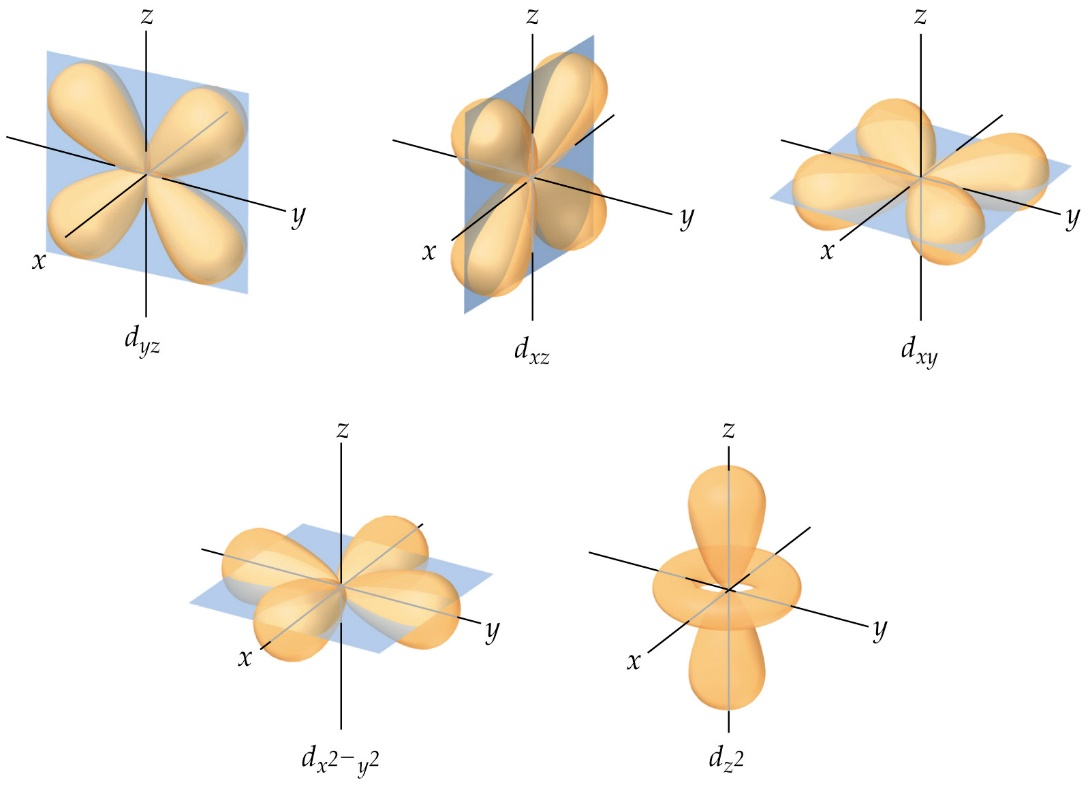 z z z
y y y
x x x
d_yz d_xz d_xy
z z
y y
x x
d_x²−y² d_z²